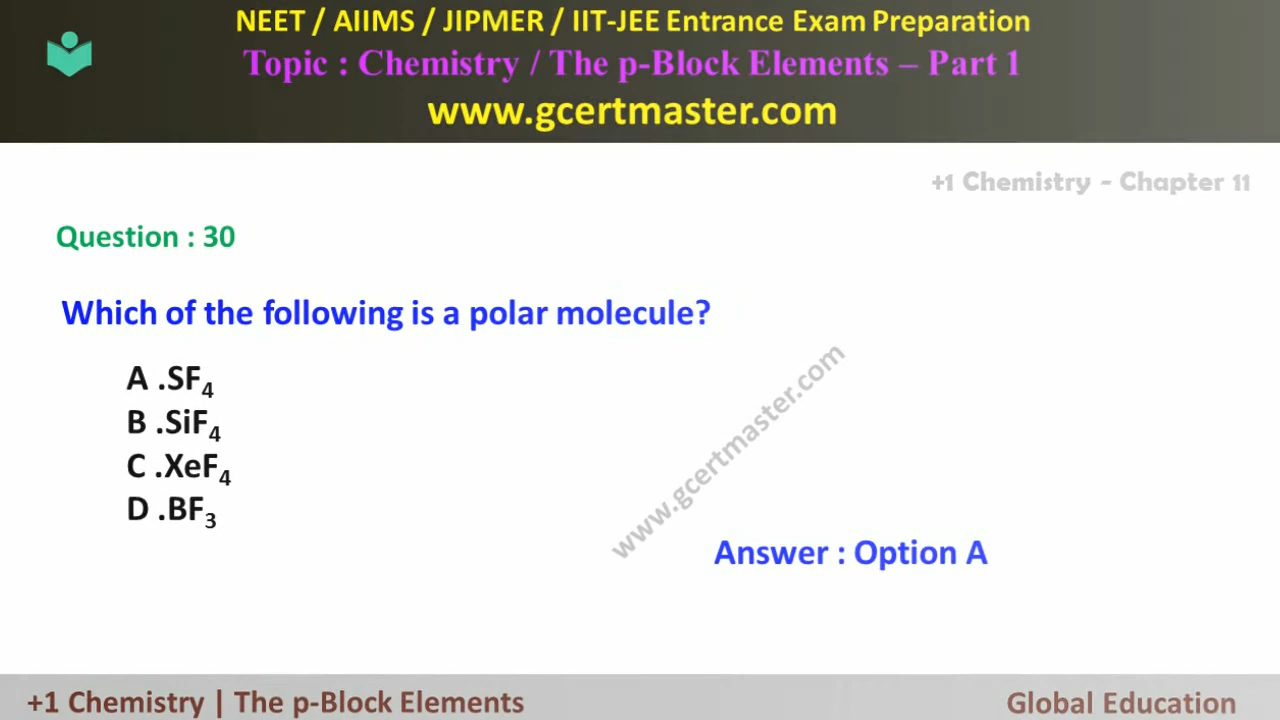 NEET / AIIMS / JIPMER / IIT-JEE Entrance Exam Preparation
Topic : Chemistry / The p-Block Elements – Part 1
www.gcertmaster.com
+1 Chemistry - Chapter 11
Question : 30
Which of the following is a polar molecule?
A .SF₄
B .SiF₄
C .XeF₄
D .BF₃
www.gcertmaster.com
Answer : Option A
+1 Chemistry | The p-Block Elements
Global Education